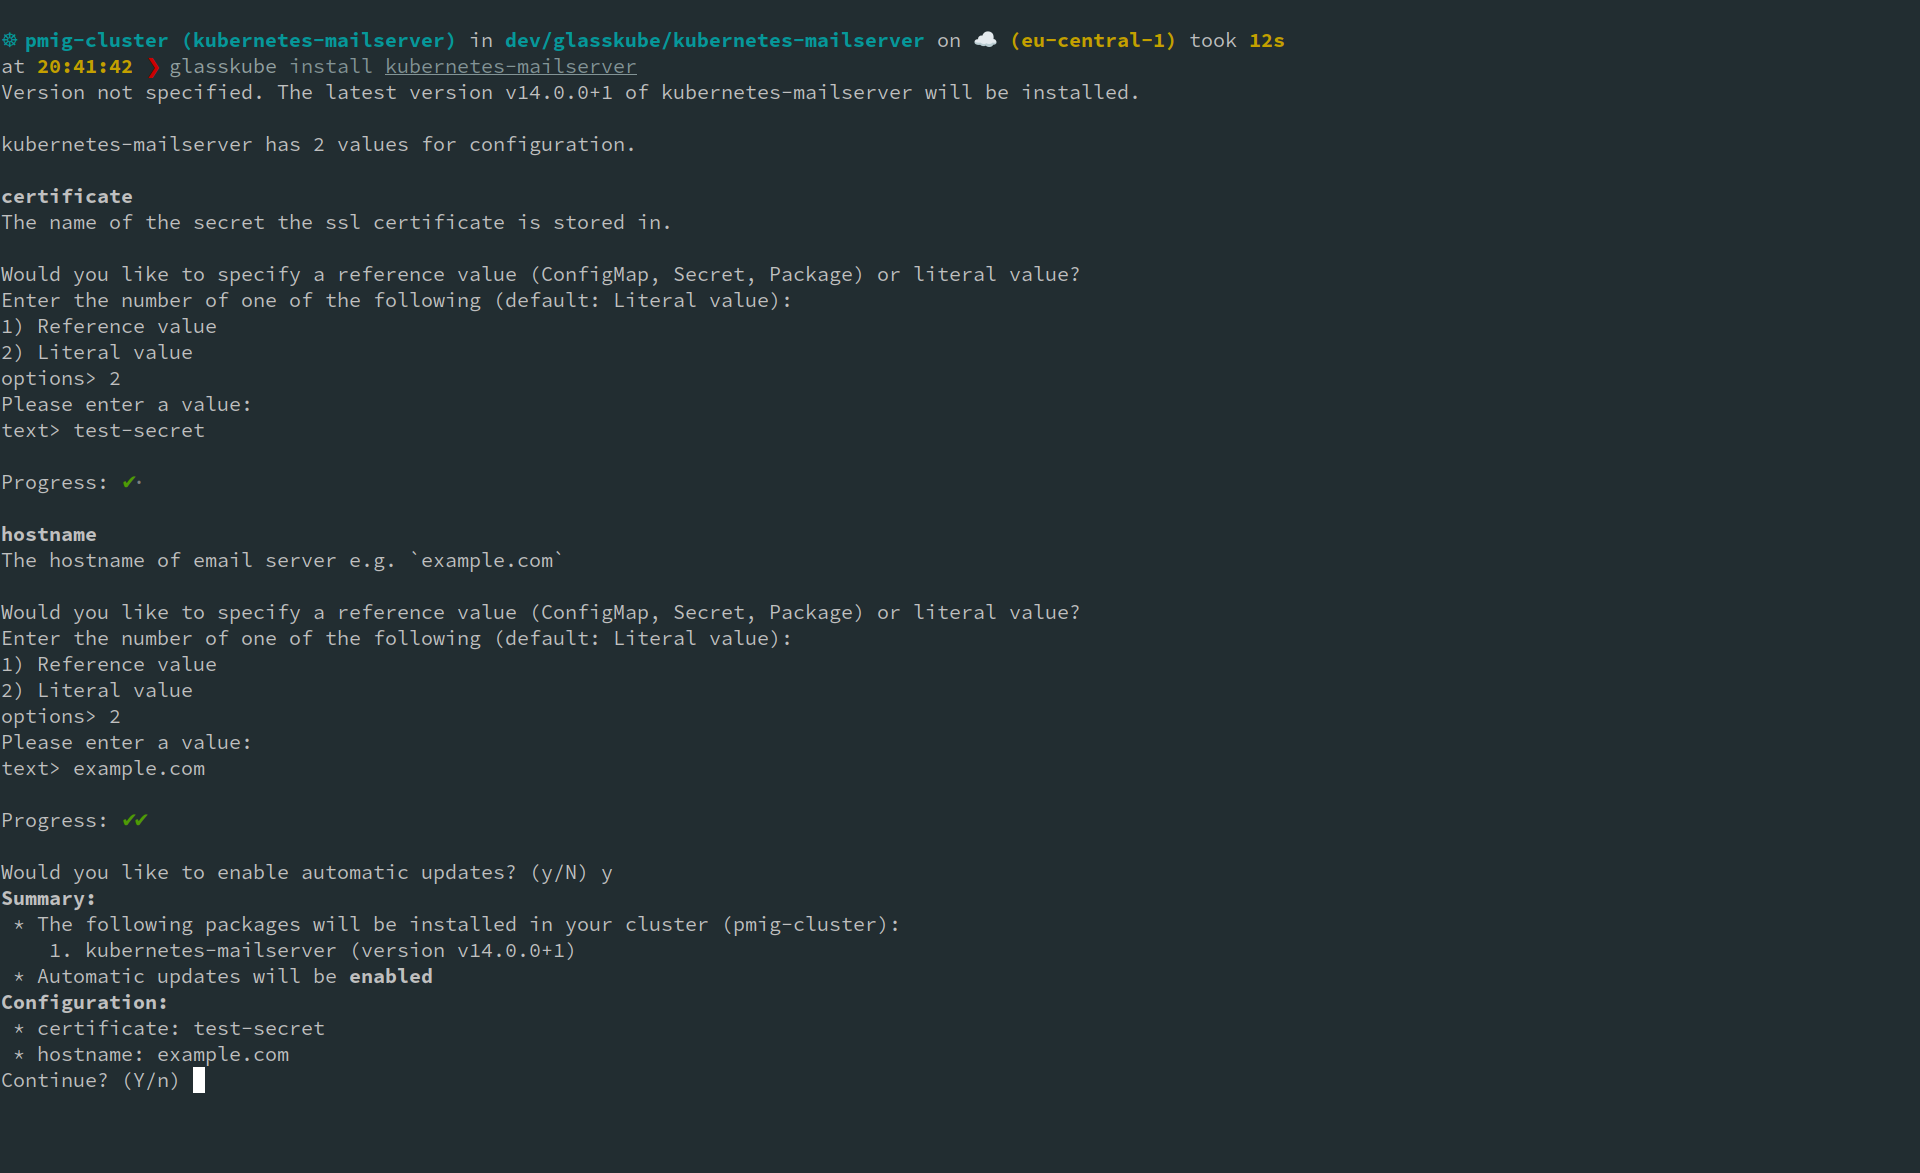 ☸ pmig-cluster (kubernetes-mailserver) in dev/glasskube/kubernetes-mailserver on ☁️ (eu-central-1) took 12s
at 20:41:42 ❯ glasskube install kubernetes-mailserver
Version not specified. The latest version v14.0.0+1 of kubernetes-mailserver will be installed.
kubernetes-mailserver has 2 values for configuration.
certificate
The name of the secret the ssl certificate is stored in.
Would you like to specify a reference value (ConfigMap, Secret, Package) or literal value?
Enter the number of one of the following (default: Literal value):
1) Reference value
2) Literal value
options> 2
Please enter a value:
text> test-secret
Progress: ✔·
hostname
The hostname of email server e.g. `example.com`
Would you like to specify a reference value (ConfigMap, Secret, Package) or literal value?
Enter the number of one of the following (default: Literal value):
1) Reference value
2) Literal value
options> 2
Please enter a value:
text> example.com
Progress: ✔✔
Would you like to enable automatic updates? (y/N) y
Summary:
 * The following packages will be installed in your cluster (pmig-cluster):
    1. kubernetes-mailserver (version v14.0.0+1)
 * Automatic updates will be enabled
Configuration:
 * certificate: test-secret
 * hostname: example.com
Continue? (Y/n)